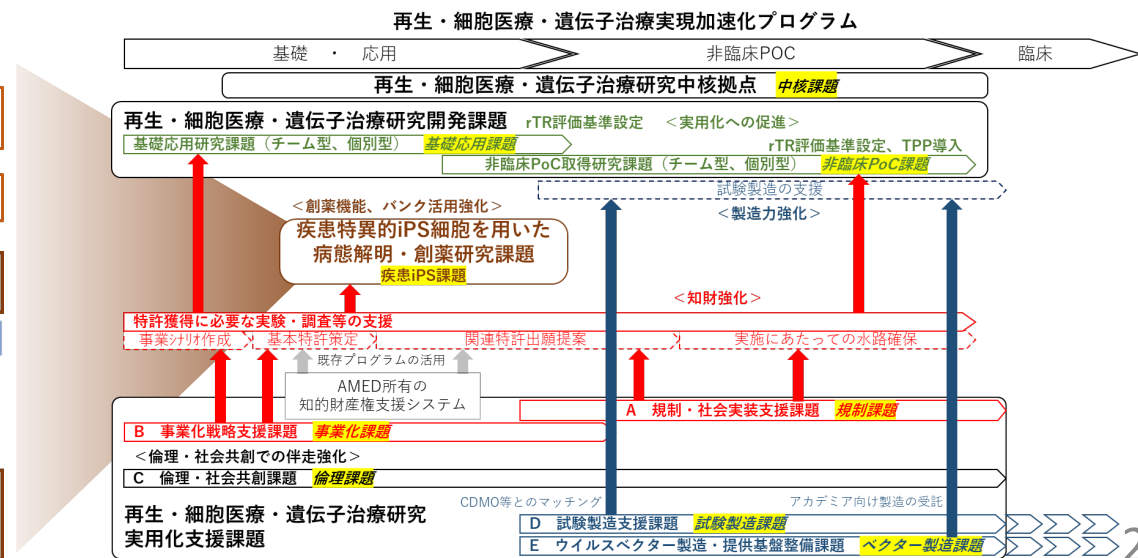 再生・細胞医療・遺伝子治療実現加速化プログラム
基礎 ・ 応用
非臨床POC
臨床
再生・細胞医療・遺伝子治療研究中核拠点 中核課題
再生・細胞医療・遺伝子治療研究開発課題 rTR評価基準設定 <実用化への促進>
基礎応用研究課題(チーム型、個別型) 基礎応用課題
rTR評価基準設定、TPP導入
非臨床PoC取得研究課題(チーム型、個別型) 非臨床PoC課題
試験製造の支援
<創薬機能、バンク活用強化>
<製造力強化>
疾患特異的iPS細胞を用いた
病態解明・創薬研究課題
疾患iPS課題
<知財強化>
特許獲得に必要な実験・調査等の支援
事業シナリオ作成
基本特許策定
関連特許出願提案
実施にあたっての水路確保
既存プログラムの活用
AMED所有の
知的財産権支援システム
A 規制・社会実装支援課題 規制課題
B 事業化戦略支援課題 事業化課題
<倫理・社会共創での伴走強化>
C 倫理・社会共創課題 倫理課題
CDMO等とのマッチング
アカデミア向け製造の受託
再生・細胞医療・遺伝子治療研究
実用化支援課題
D 試験製造支援課題 試験製造課題
E ウイルスベクター製造・提供基盤整備課題 ベクター製造課題
2